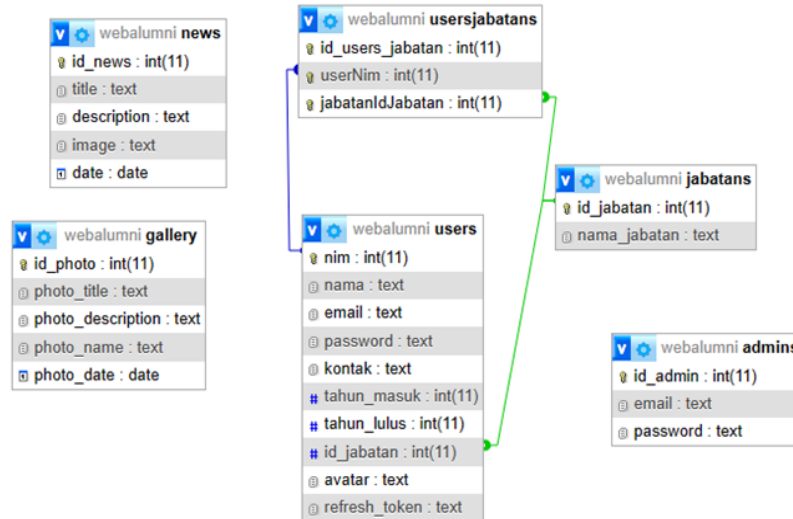 webalumni news
id_news : int(11)
title : text
description : text
image : text
date : date
webalumni usersjabatans
id_users_jabatan : int(11)
userNim : int(11)
jabatanIdJabatan : int(11)
webalumni jabatans
id_jabatan : int(11)
nama_jabatan : text
webalumni gallery
id_photo : int(11)
photo_title : text
photo_description : text
photo_name : text
photo_date : date
webalumni users
nim : int(11)
nama : text
email : text
password : text
kontak : text
# tahun_masuk : int(11)
# tahun_lulus : int(11)
# id_jabatan : int(11)
avatar : text
refresh_token : text
webalumni admins
id_admin : int(11)
email : text
password : text